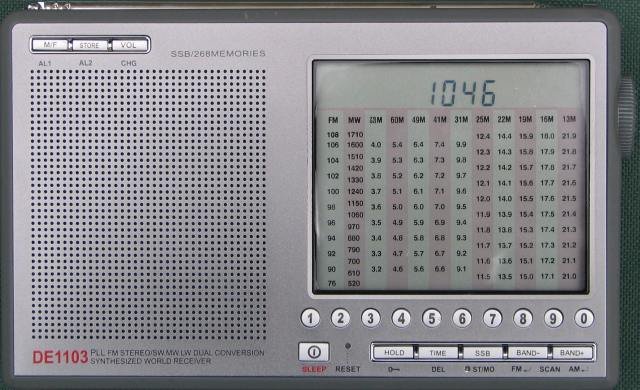 M/F STORE VOL
AL1 AL2 CHG
SSB/268MEMORIES
1046
FM MW 60M 49M 41M 31M 25M 22M 19M 16M 13M
108 1710 12.4 14.4 15.9 18.0 21.9
106 1600 4.0 5.4 6.4 7.4 9.9
1510 12.3 14.3 15.8 17.9 21.8
104 3.9 5.3 6.3 7.3 9.8
1420 12.2 14.2 15.7 17.8 21.7
102 1330 3.8 5.2 6.2 7.2 9.7
12.1 14.1 15.6 17.7 21.6
100 1240 3.7 5.1 6.1 7.1 9.6
1150 12.0 14.0 15.5 17.6 21.5
98 3.6 5.0 6.0 7.0 9.5
1060 11.9 13.9 15.4 17.5 21.4
96 970 3.5 4.9 5.9 6.9 9.4
11.8 13.8 15.3 17.4 21.3
94 880 3.4 4.8 5.8 6.8 9.3
790 11.7 13.7 15.2 17.3 21.2
92 3.3 4.7 5.7 6.7 9.2
700 11.6 13.6 15.1 17.2 21.1
90 610 3.2 4.6 5.6 6.6 9.1
11.5 13.5 15.0 17.1 21.0
76 520
1 2 3 4 5 6 7 8 9 0
HOLD TIME SSB BAND- BAND+
SLEEP RESET DEL ST/MO FM SCAN AM
DE1103 PLL FM STEREO/SW.MW.LW DUAL CONVERSION
SYNTHESIZED WORLD RECEIVER